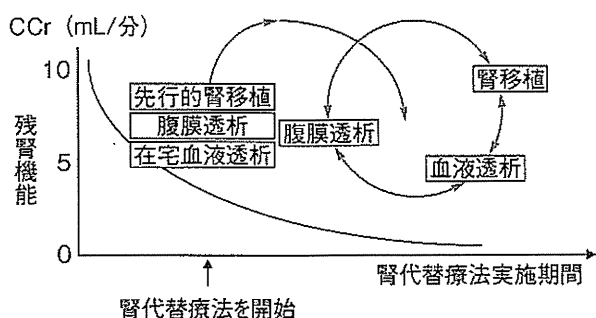 CCr（mL/分）
10
5
0
残腎機能
先行的腎移植
腹膜透析
在宅血液透析
腹膜透析
腎移植
血液透析
腎代替療法実施期間
腎代替療法を開始